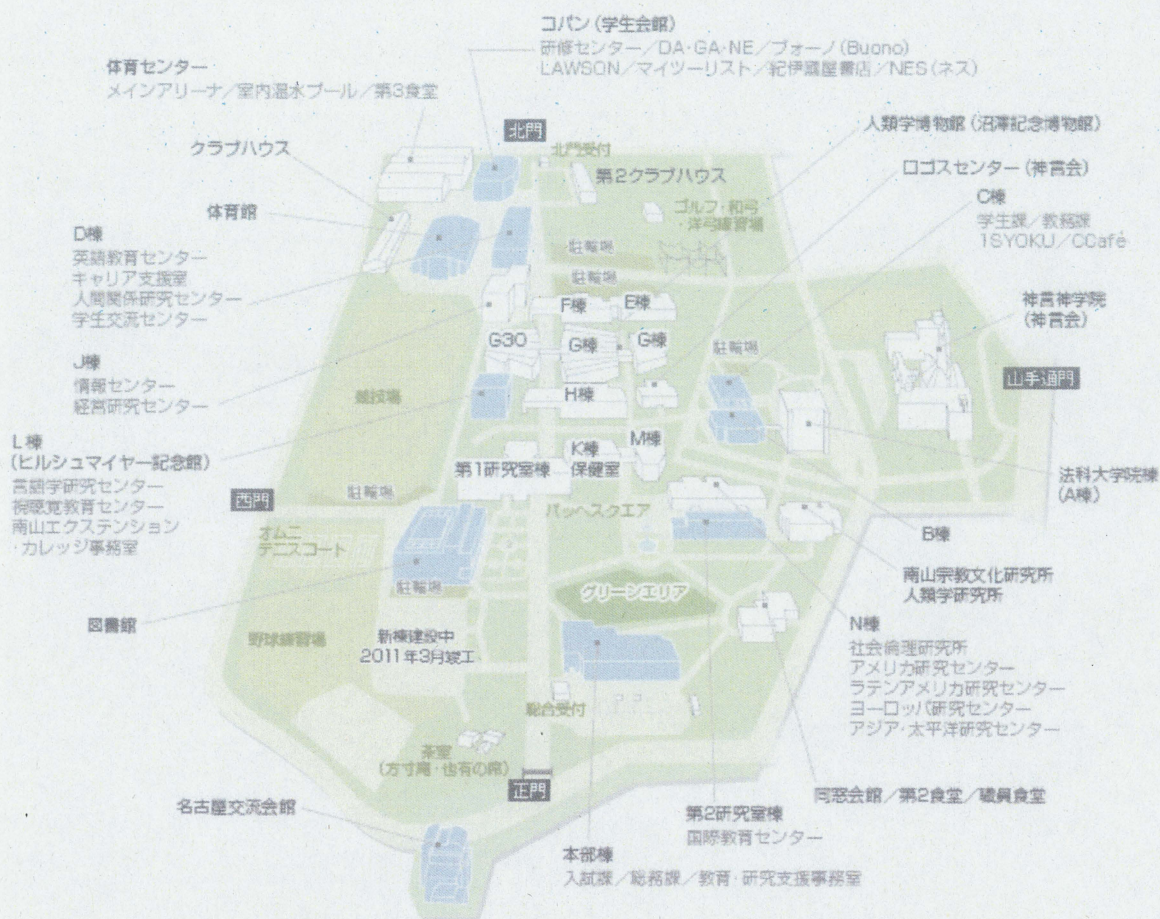 コパン (学生会館)
研修センター/DA・GA・NE/ブォーノ(Buono)
LAWSON/マイツーリスト/紀伊國屋書店/NES(ネス)
体育センター
メインアリーナ/室内温水プール/第3食堂
北門
人類学博物館 (沼澤記念博物館)
北門受付
クラブハウス
第2クラブハウス
ロゴスセンター (神言会)
C棟
学生課/教務課
1SYOKU/CCafé
体育館
ゴルフ・和弓
・洋弓練習場
D棟
英語教育センター
キャリア支援室
人間関係研究センター
学生交流センター
駐輪場
駐輪場
神言神学院
(神言会)
F棟
E棟
G30
G棟
G棟
駐輪場
山手通門
J棟
情報センター
経営研究センター
競技場
H棟
L棟
(ヒルシュマイヤー記念館)
言語学研究センター
視聴覚教育センター
南山エクステンション
・カレッジ事務室
M棟
K棟
保健室
第1研究室棟
法科大学院棟
(A棟)
駐輪場
西門
パッヘスクエア
オムニ
テニスコート
B棟
南山宗教文化研究所
人類学研究所
駐輪場
グリーンエリア
図書館
野球練習場
新棟建設中
2011年3月竣工
N棟
社会倫理研究所
アメリカ研究センター
ラテンアメリカ研究センター
ヨーロッパ研究センター
アジア・太平洋研究センター
総合受付
茶室
(方寸庵・也有の席)
正門
同窓会館/第2食堂/職員食堂
名古屋交流会館
第2研究室棟
国際教育センター
本部棟
入試課/総務課/教育・研究支援事務室